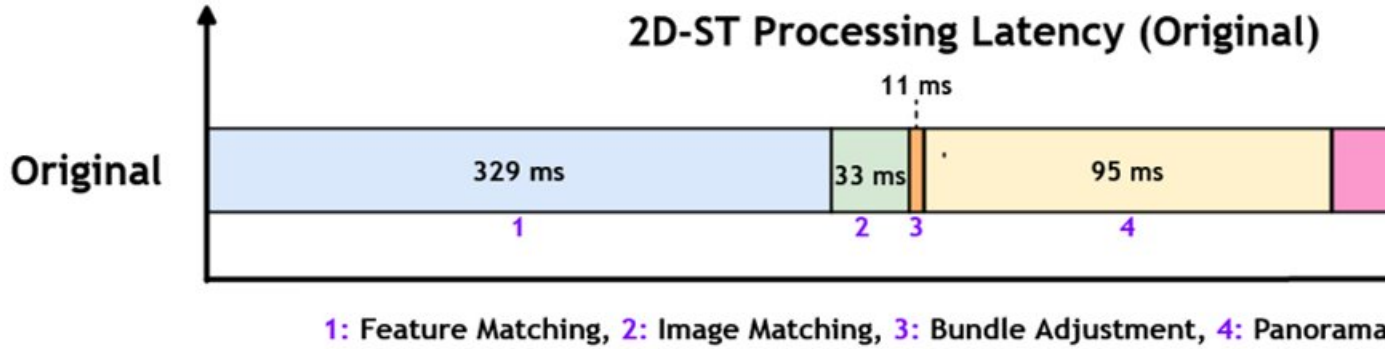 2D-ST Processing Latency (Original)
11 ms
Original
329 ms
33 ms
95 ms
1
2
3
4
1: Feature Matching, 2: Image Matching, 3: Bundle Adjustment, 4: Panorama